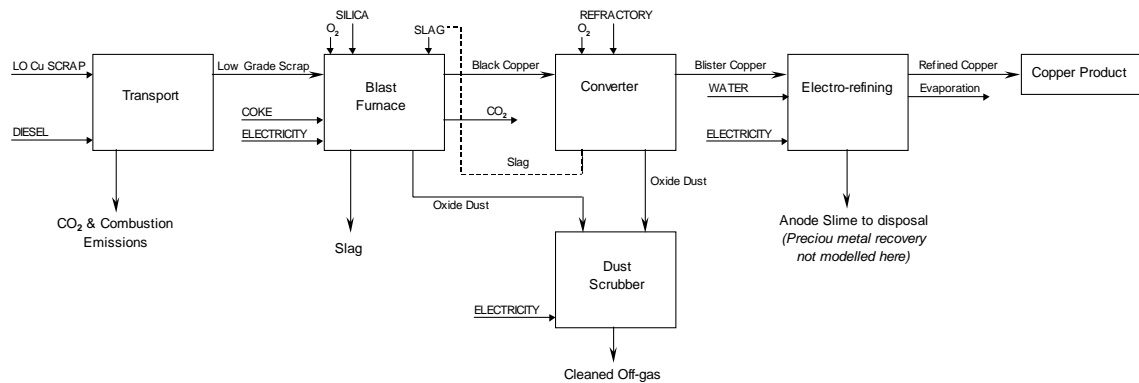 SILICA
O2
SLAG
REFRACTORY
O2
LO Cu SCRAP
Low Grade Scrap
Black Copper
Blister Copper
Refined Copper
Copper Product
Transport
Blast
Furnace
Converter
WATER
Electro-refining
Evaporation
COKE
CO2
DIESEL
ELECTRICITY
ELECTRICITY
Slag
Oxide Dust
Oxide Dust
CO2 & Combustion
Emissions
Slag
Anode Slime to disposal
(Preciou metal recovery
not modelled here)
Dust
Scrubber
ELECTRICITY
Cleaned Off-gas